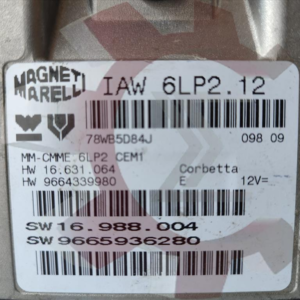 MAGNETI MARELLI IAW 6LP2.12
78WB5D84J 098 09
MM-CMME.6LP2 CEM1
HW 16.631.064 Corbetta
HW 9664339980 E 12V=
SW 16.988.004
SW 9665936280